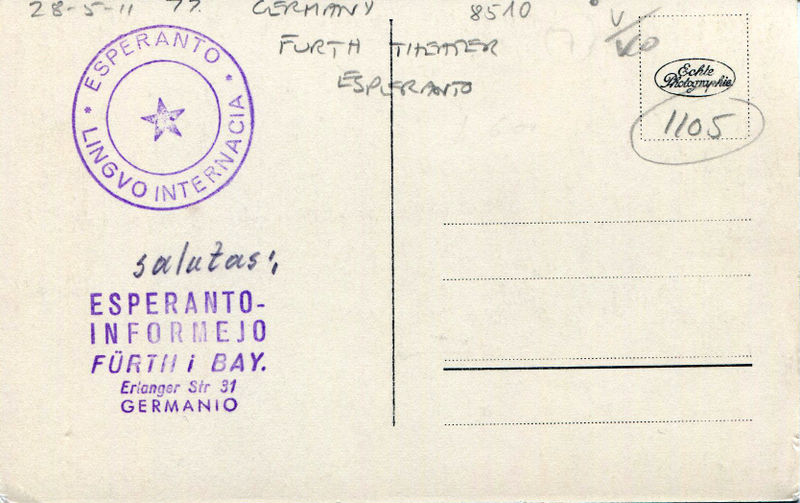 28-5-11 77 GERMANY 8510
FURTH THEATER
ESPERANTO
* ESPERANTO *
LINGVO INTERNACIA
Echte
Photographie
1105
salutas:
ESPERANTO-
INFORMEJO
FÜRTH i BAY.
Erlanger Str 31
GERMANIO